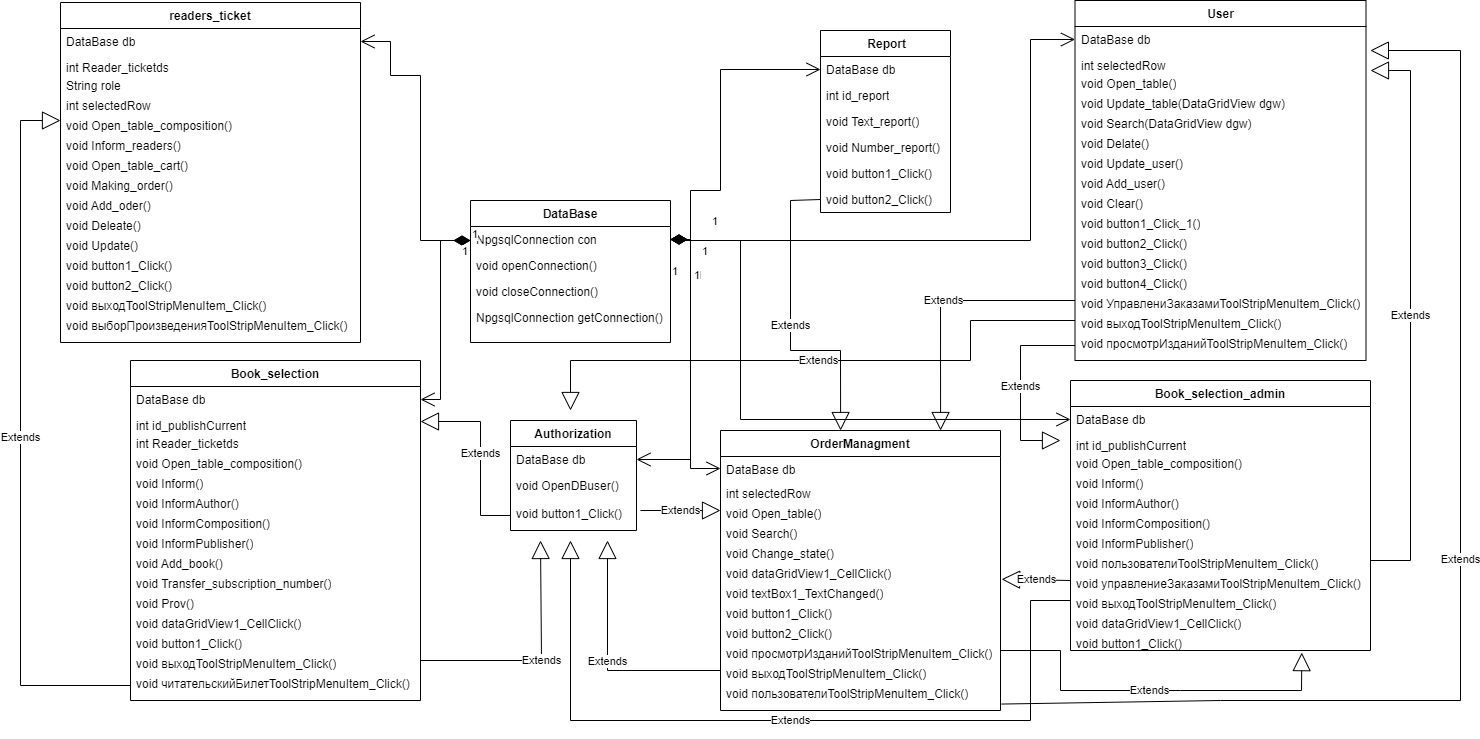 readers_ticket
DataBase db
int Reader_ticketds
String role
int selectedRow
void Open_table_composition()
void Inform_readers()
void Open_table_cart()
void Making_order()
void Add_oder()
void Deleate()
void Update()
void button1_Click()
void button2_Click()
void выходToolStripMenuItem_Click()
void выборПроизведенияToolStripMenuItem_Click()
Report
DataBase db
int id_report
void Text_report()
void Number_report()
void button1_Click()
void button2_Click()
User
DataBase db
int selectedRow
void Open_table()
void Update_table(DataGridView dgw)
void Search(DataGridView dgw)
void Delate()
void Update_user()
void Add_user()
void Clear()
void button1_Click_1()
void button2_Click()
void button3_Click()
void button4_Click()
void УправлениЗаказамиToolStripMenuItem_Click()
void выходToolStripMenuItem_Click()
void просмотрИзданийToolStripMenuItem_Click()
DataBase
NpgsqlConnection con
void openConnection()
void closeConnection()
NpgsqlConnection getConnection()
1
1
1
1
1
1
Extends
Extends
Extends
Extends
Extends
Book_selection
DataBase db
int id_publishCurrent
int Reader_ticketds
void Open_table_composition()
void Inform()
void InformAuthor()
void InformComposition()
void InformPublisher()
void Add_book()
void Transfer_subscription_number()
void Prov()
void dataGridView1_CellClick()
void button1_Click()
void выходToolStripMenuItem_Click()
void читательскийБилетToolStripMenuItem_Click()
Extends
Extends
Authorization
DataBase db
void OpenDBuser()
void button1_Click()
Extends
OrderManagment
DataBase db
int selectedRow
void Open_table()
void Search()
void Change_state()
void dataGridView1_CellClick()
void textBox1_TextChanged()
void button1_Click()
void button2_Click()
void просмотрИзданийToolStripMenuItem_Click()
void выходToolStripMenuItem_Click()
void пользователиToolStripMenuItem_Click()
Book_selection_admin
DataBase db
int id_publishCurrent
void Open_table_composition()
void Inform()
void InformAuthor()
void InformComposition()
void InformPublisher()
void пользователиToolStripMenuItem_Click()
void управлениеЗаказамиToolStripMenuItem_Click()
void выходToolStripMenuItem_Click()
void dataGridView1_CellClick()
void button1_Click()
Extends
Extends
Extends
Extends
Extends
Extends